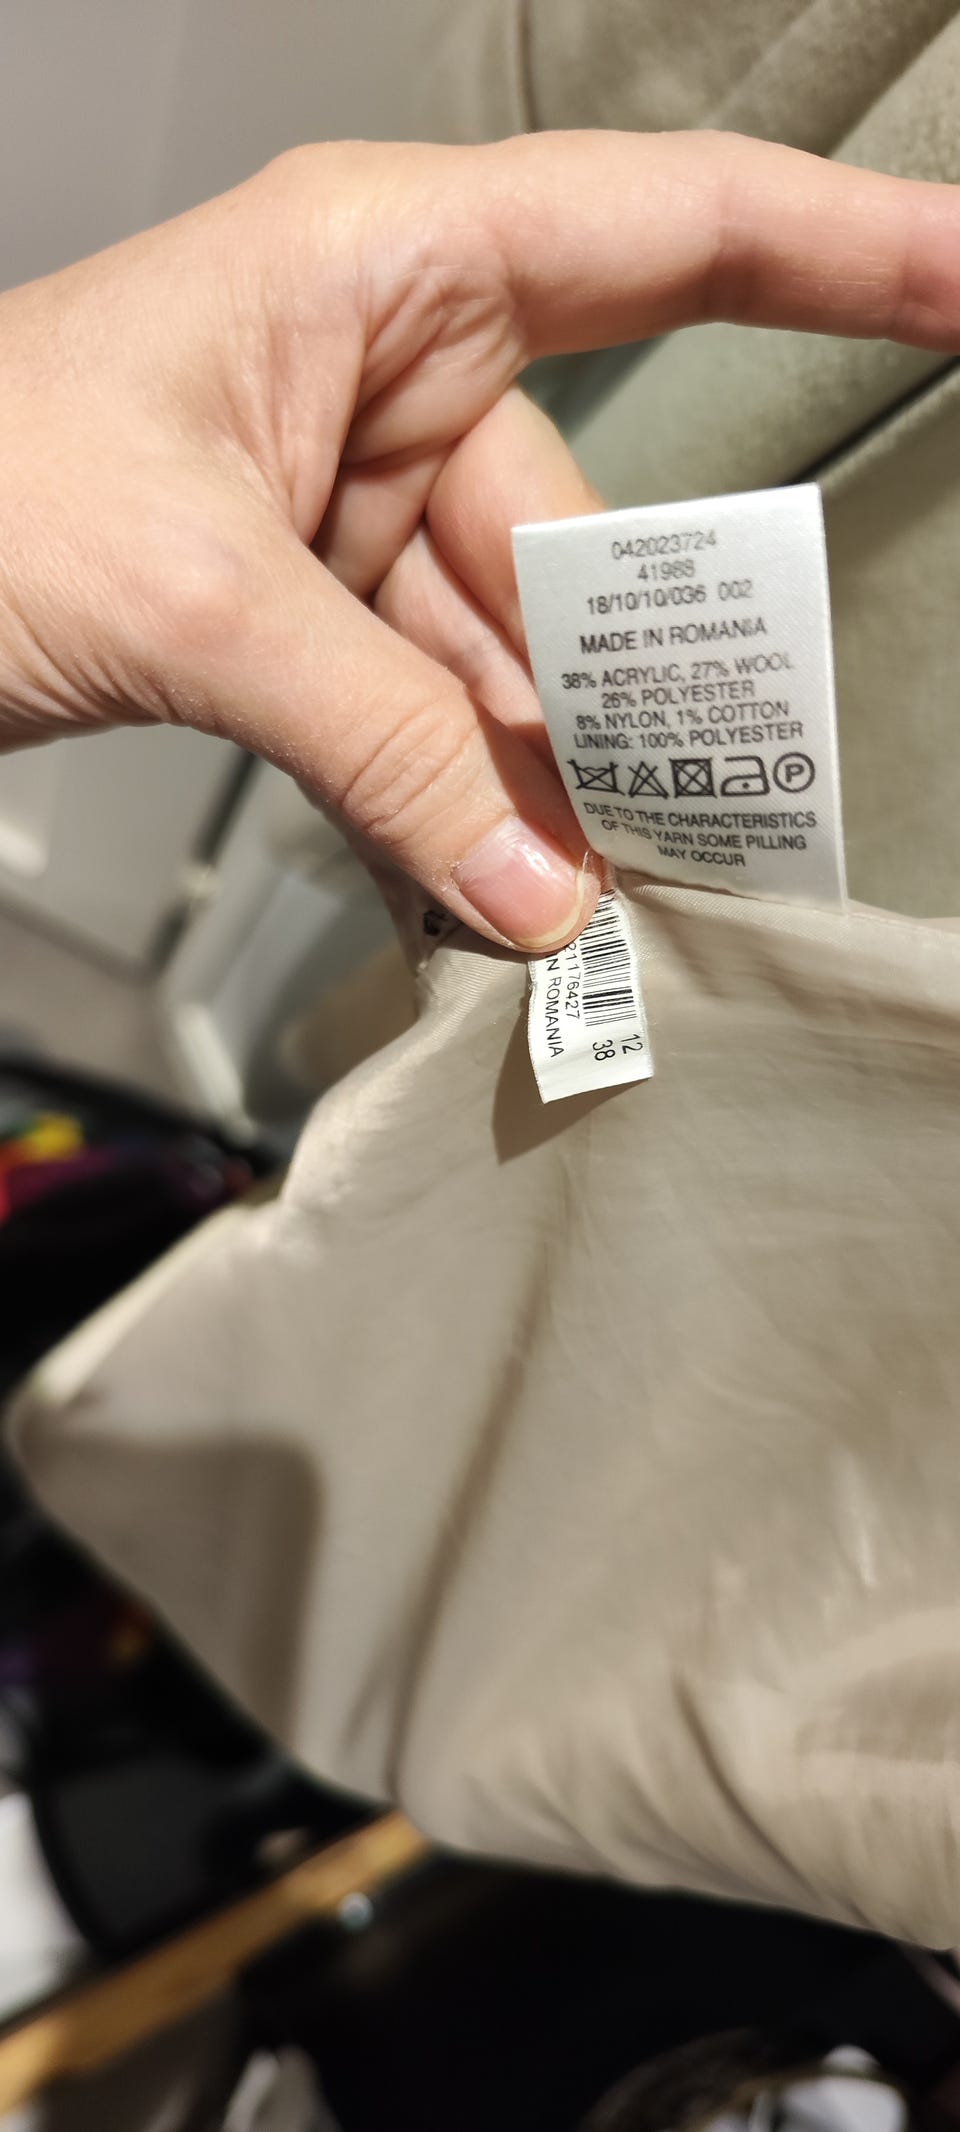 042023724
41988
18/10/10/036 002
MADE IN ROMANIA
38% ACRYLIC, 27% WOOL
26% POLYESTER
8% NYLON, 1% COTTON
LINING: 100% POLYESTER
P
DUE TO THE CHARACTERISTICS
OF THIS YARN SOME PILLING
MAY OCCUR
12
38
21176427
N ROMANIA